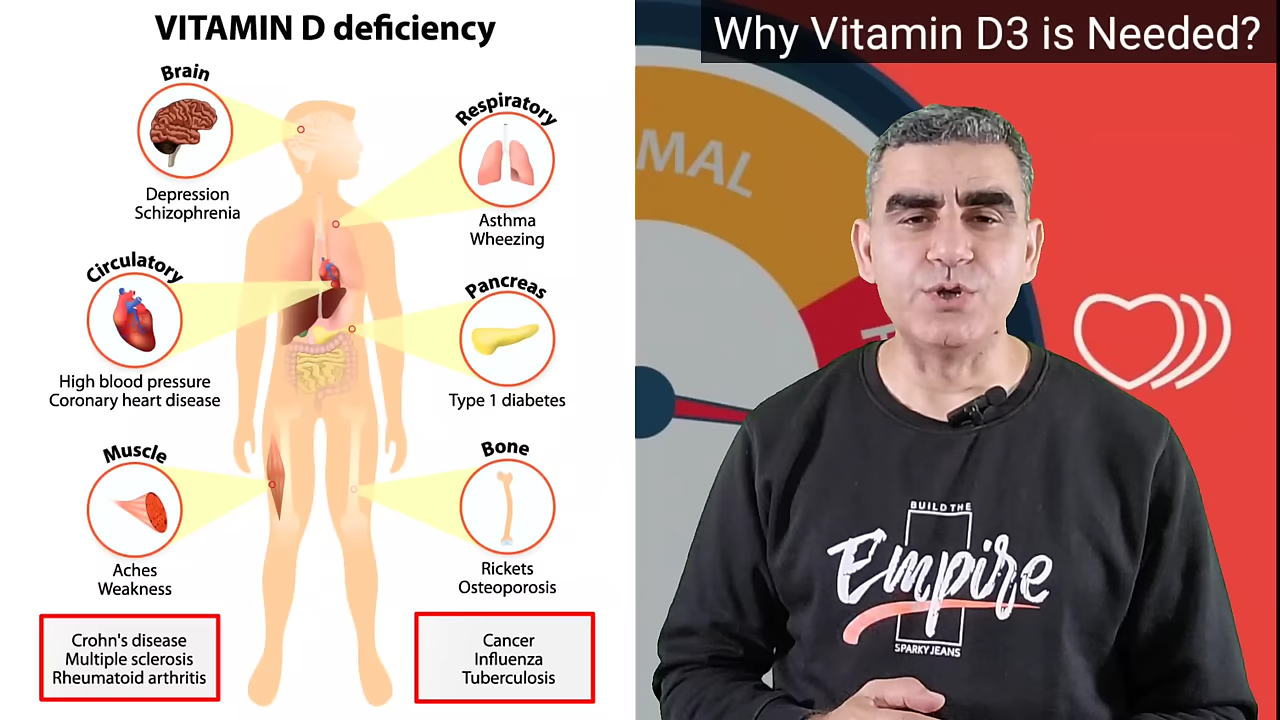 VITAMIN D deficiency
Brain
Depression
Schizophrenia
Respiratory
Asthma
Wheezing
Circulatory
High blood pressure
Coronary heart disease
Pancreas
Type 1 diabetes
Muscle
Aches
Weakness
Bone
Rickets
Osteoporosis
Crohn's disease
Multiple sclerosis
Rheumatoid arthritis
Cancer
Influenza
Tuberculosis
Why Vitamin D3 is Needed?
MAL
BUILD THE
Empire
SPARKY JEANS